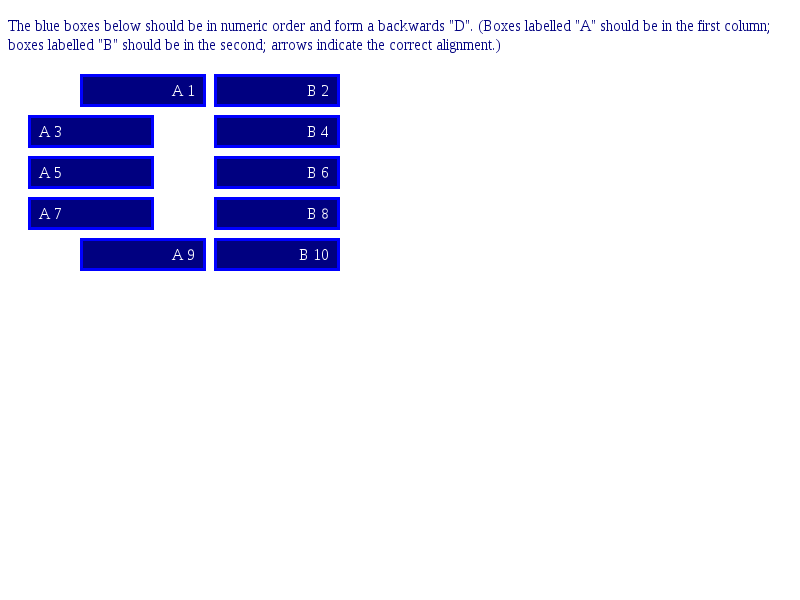 The blue boxes below should be in numeric order and form a backwards "D". (Boxes labelled "A" should be in the first column;
boxes labelled "B" should be in the second; arrows indicate the correct alignment.)
A 1 B 2
A 3 B 4
A 5 B 6
A 7 B 8
A 9 B 10